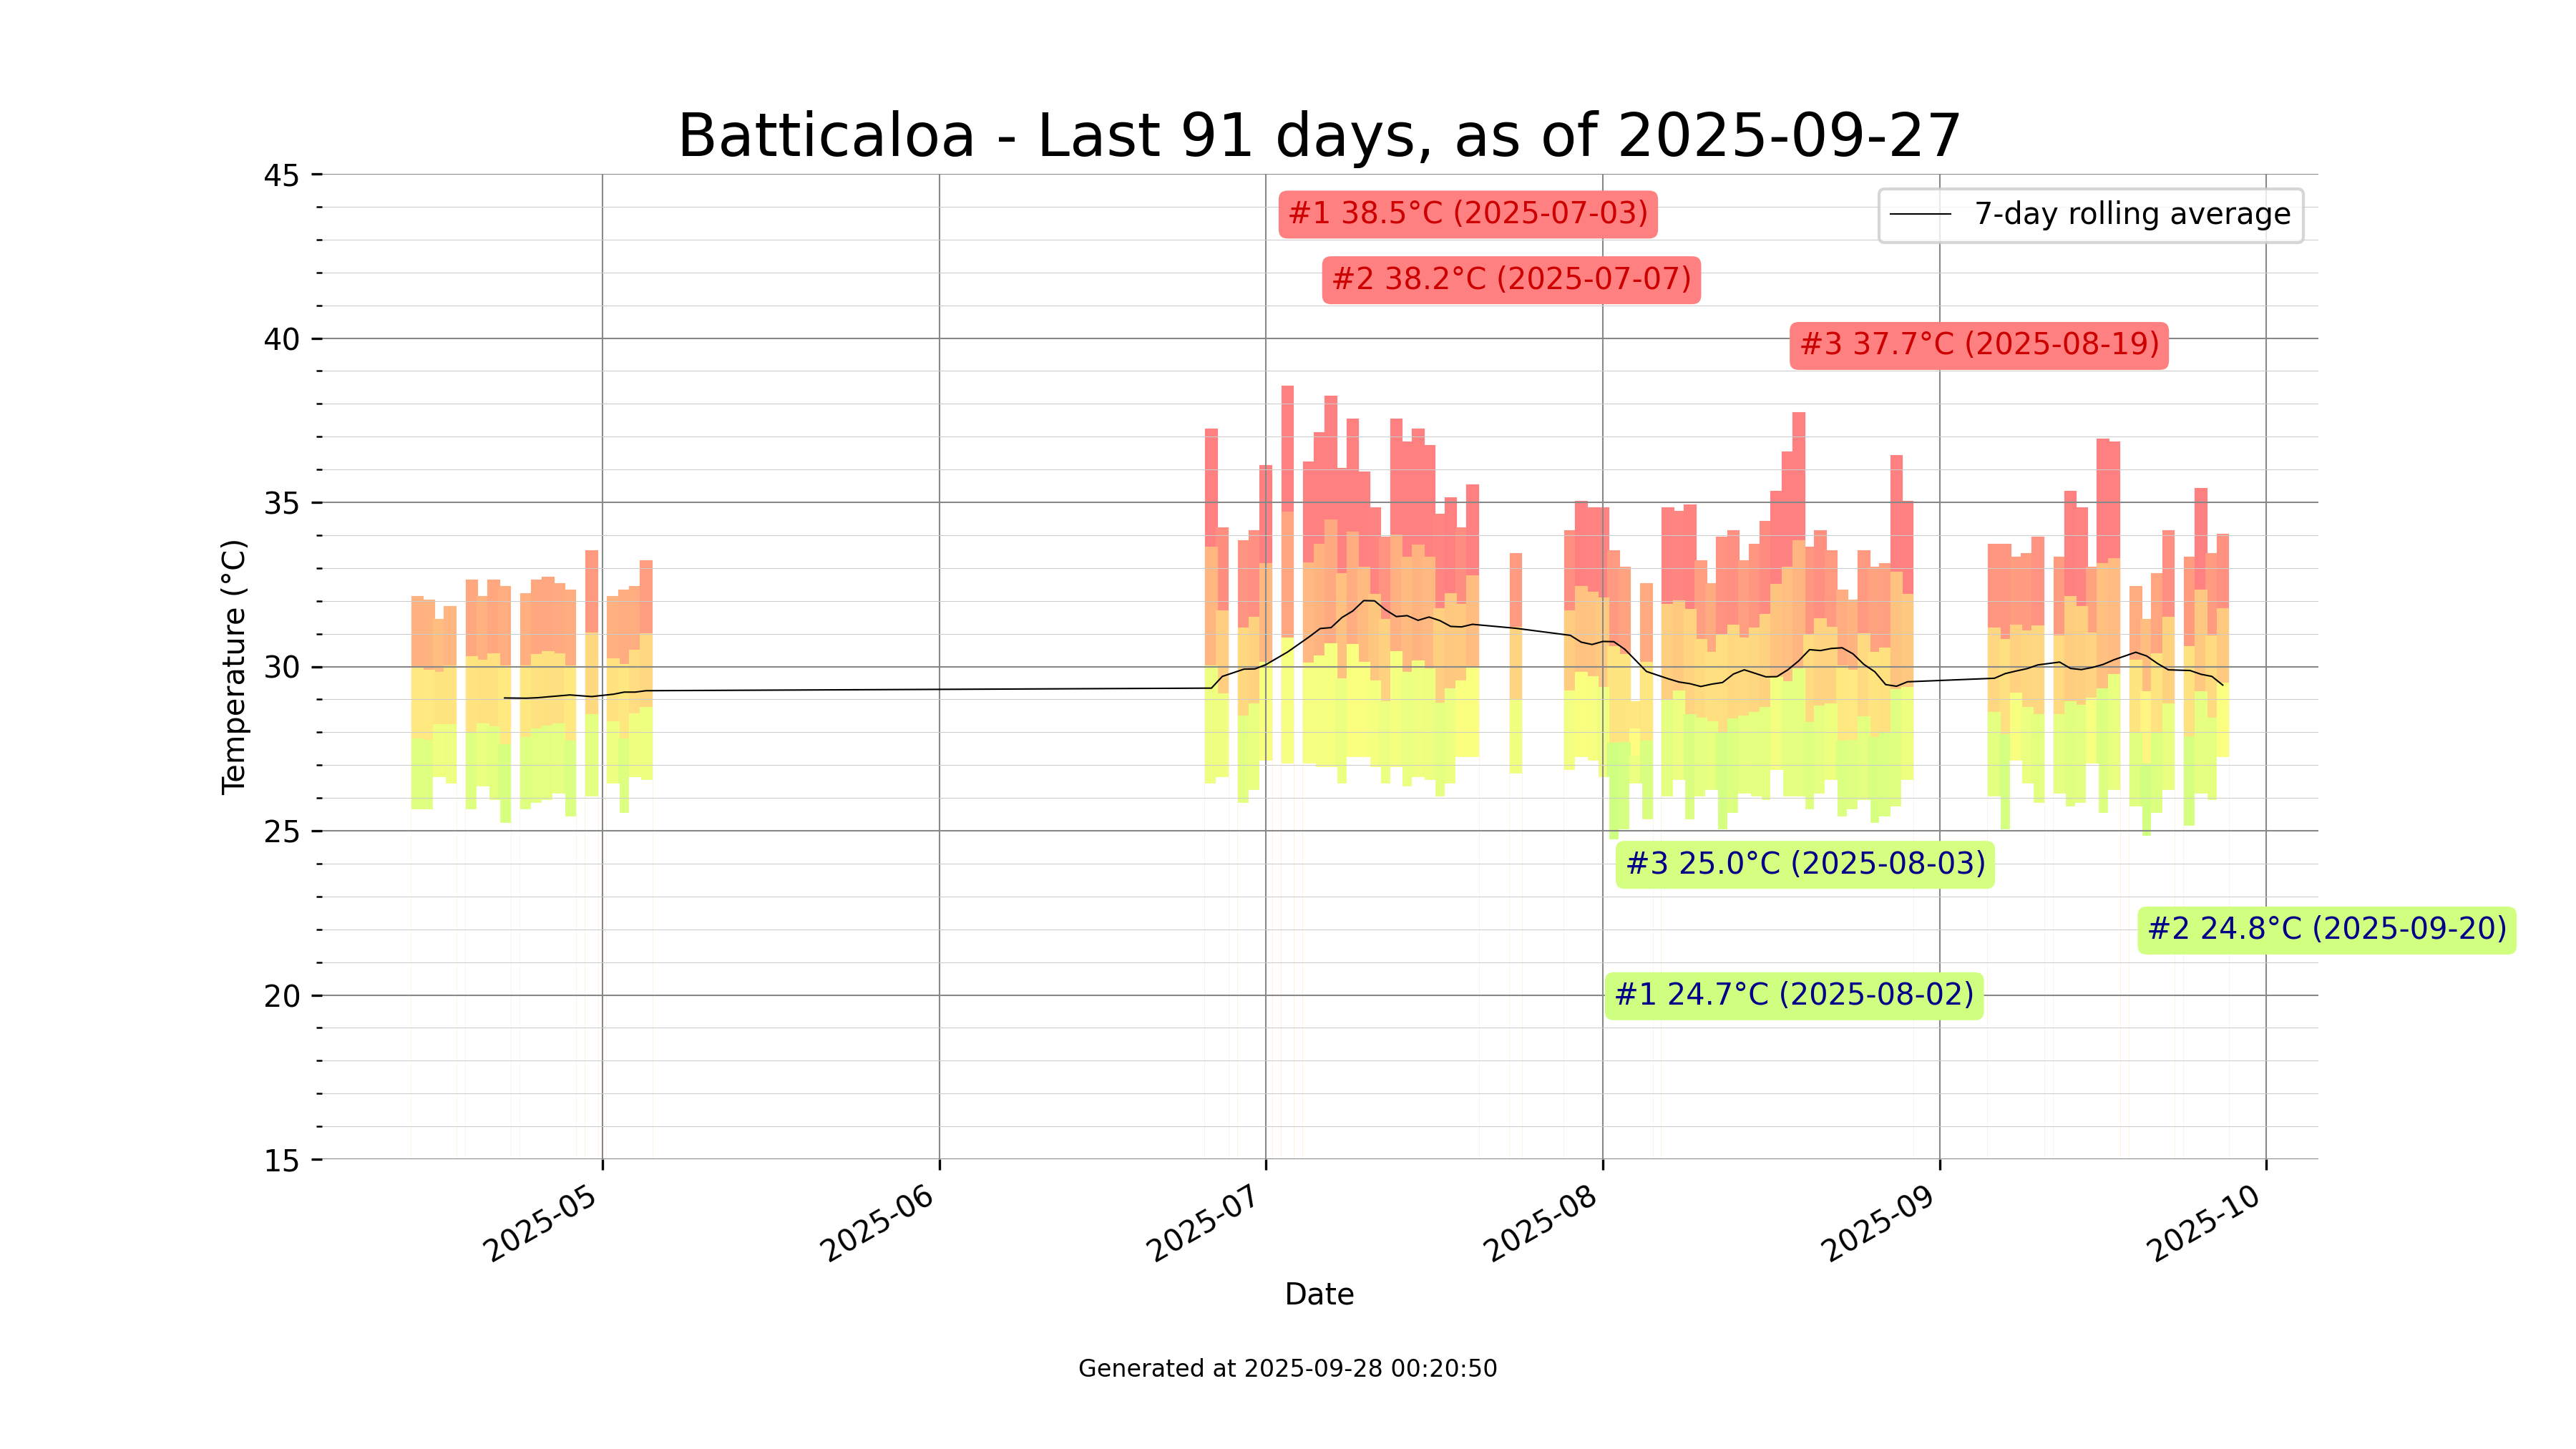 Batticaloa - Last 91 days, as of 2025-09-27
45
40
35
30
25
20
15
Temperature (°C)
#1 38.5°C (2025-07-03)
#2 38.2°C (2025-07-07)
#3 37.7°C (2025-08-19)
7-day rolling average
#3 25.0°C (2025-08-03)
#2 24.8°C (2025-09-20)
#1 24.7°C (2025-08-02)
2025-05
2025-06
2025-07
2025-08
2025-09
2025-10
Date
Generated at 2025-09-28 00:20:50